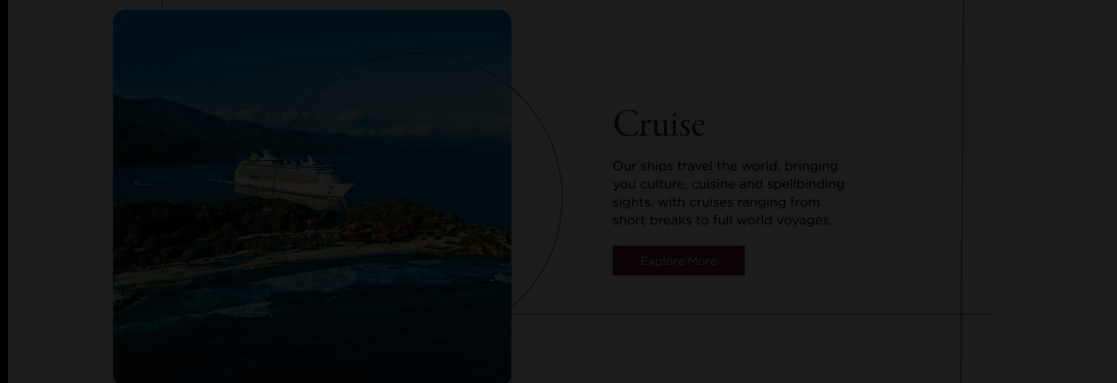 Cruise
Our ships travel the world, bringing
you culture, cuisine and spellbinding
sights. with cruises ranging from
short breaks to full world voyages.
Explore More